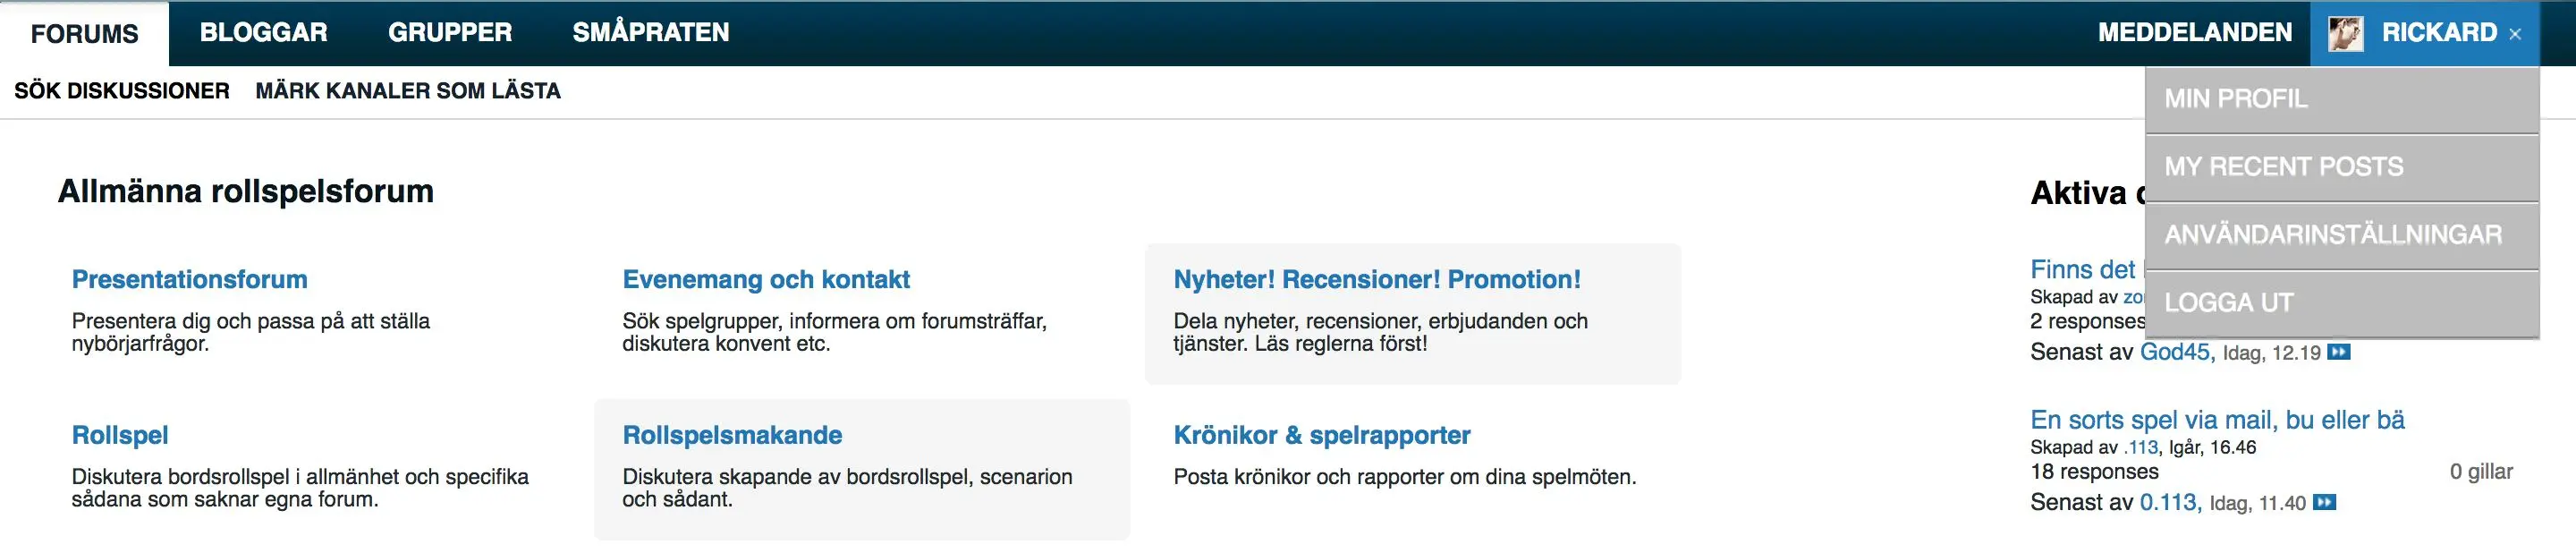 FORUMS BLOGGAR GRUPPER SMÅPRATEN MEDDELANDEN RICKARD ×
SÖK DISKUSSIONER MÄRK KANALER SOM LÄSTA
MIN PROFIL
MY RECENT POSTS
ANVÄNDARINSTÄLLNINGAR
LOGGA UT
Allmänna rollspelsforum
Presentationsforum
Presentera dig och passa på att ställa
nybörjarfrågor.
Evenemang och kontakt
Sök spelgrupper, informera om forumsträffar,
diskutera konvent etc.
Nyheter! Recensioner! Promotion!
Dela nyheter, recensioner, erbjudanden och
tjänster. Läs reglerna först!
Rollspel
Diskutera bordsrollspel i allmänhet och specifika
sådana som saknar egna forum.
Rollspelsmakande
Diskutera skapande av bordsrollspel, scenarion
och sådant.
Krönikor & spelrapporter
Posta krönikor och rapporter om dina spelmöten.
Aktiva
Finns det
Skapad av
2 responses
Senast av God45, Idag, 12.19
En sorts spel via mail, bu eller bä
Skapad av .113, Igår, 16.46
18 responses 0 gillar
Senast av 0.113, Idag, 11.40